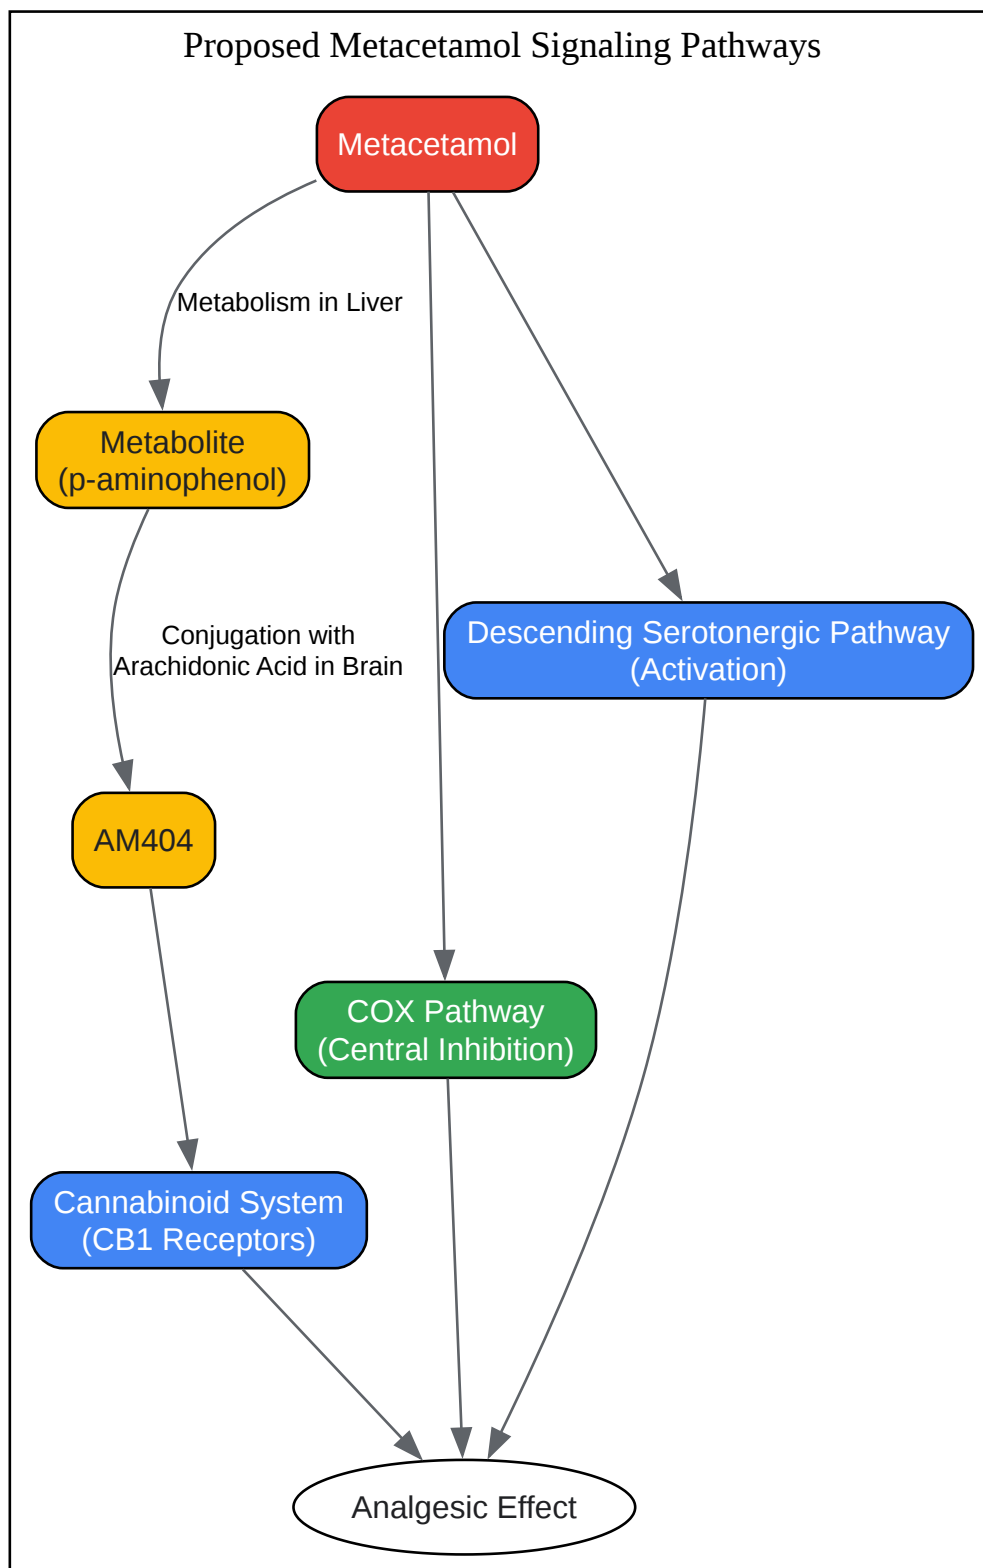 Proposed Metacetamol Signaling Pathways
Metacetamol
Metabolism in Liver
Metabolite
(p-aminophenol)
Conjugation with
Arachidonic Acid in Brain
Descending Serotonergic Pathway
(Activation)
AM404
COX Pathway
(Central Inhibition)
Cannabinoid System
(CB1 Receptors)
Analgesic Effect